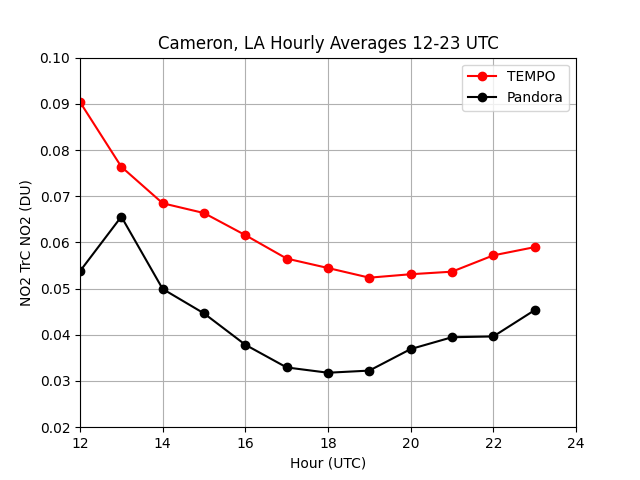 Cameron, LA Hourly Averages 12-23 UTC
TEMPO
Pandora
NO2 TrC NO2 (DU)
0.10
0.09
0.08
0.07
0.06
0.05
0.04
0.03
0.02
12 14 16 18 20 22 24
Hour (UTC)